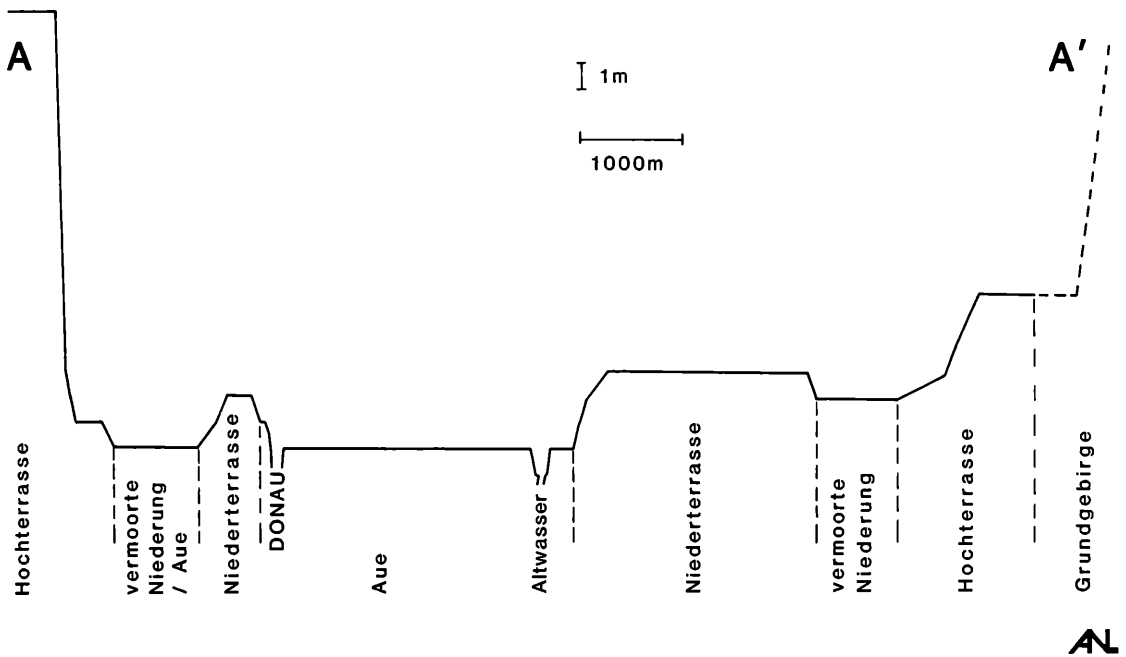 A
A′
1m
1000m
Hochterrasse
vermoorte
Niederung
/ Aue
Niederterrasse
DONAU
Aue
Altwasser
Niederterrasse
vermoorte
Niederung
Hochterrasse
Grundgebirge
ANL